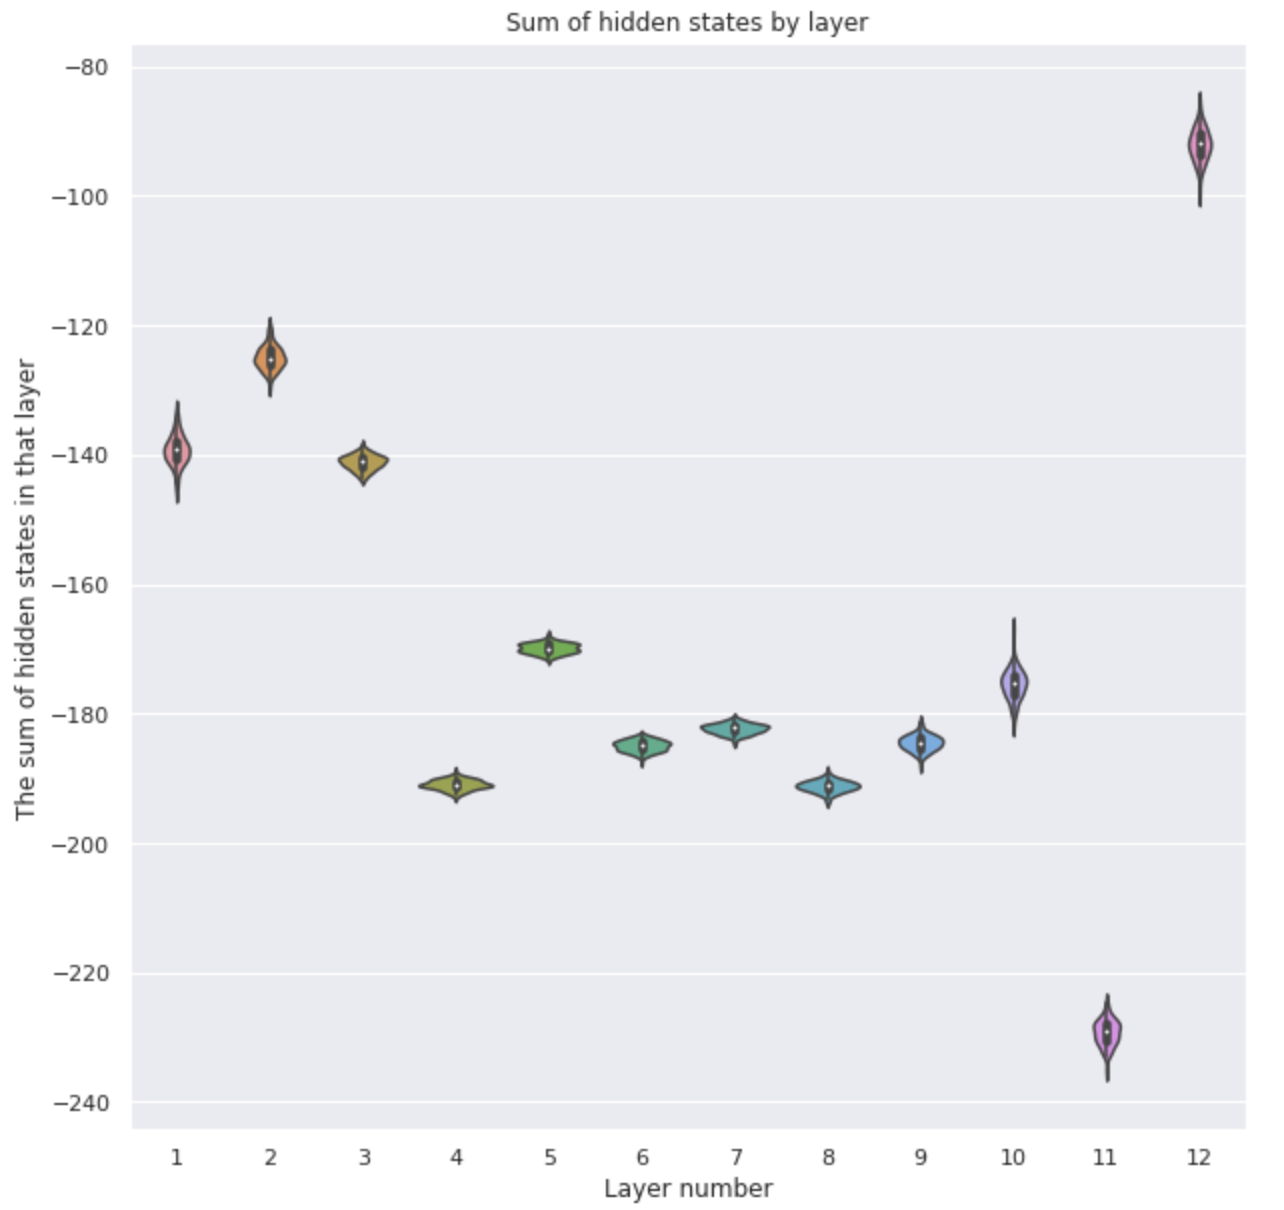 Sum of hidden states by layer
The sum of hidden states in that layer
−80
−100
−120
−140
−160
−180
−200
−220
−240
1 2 3 4 5 6 7 8 9 10 11 12
Layer number